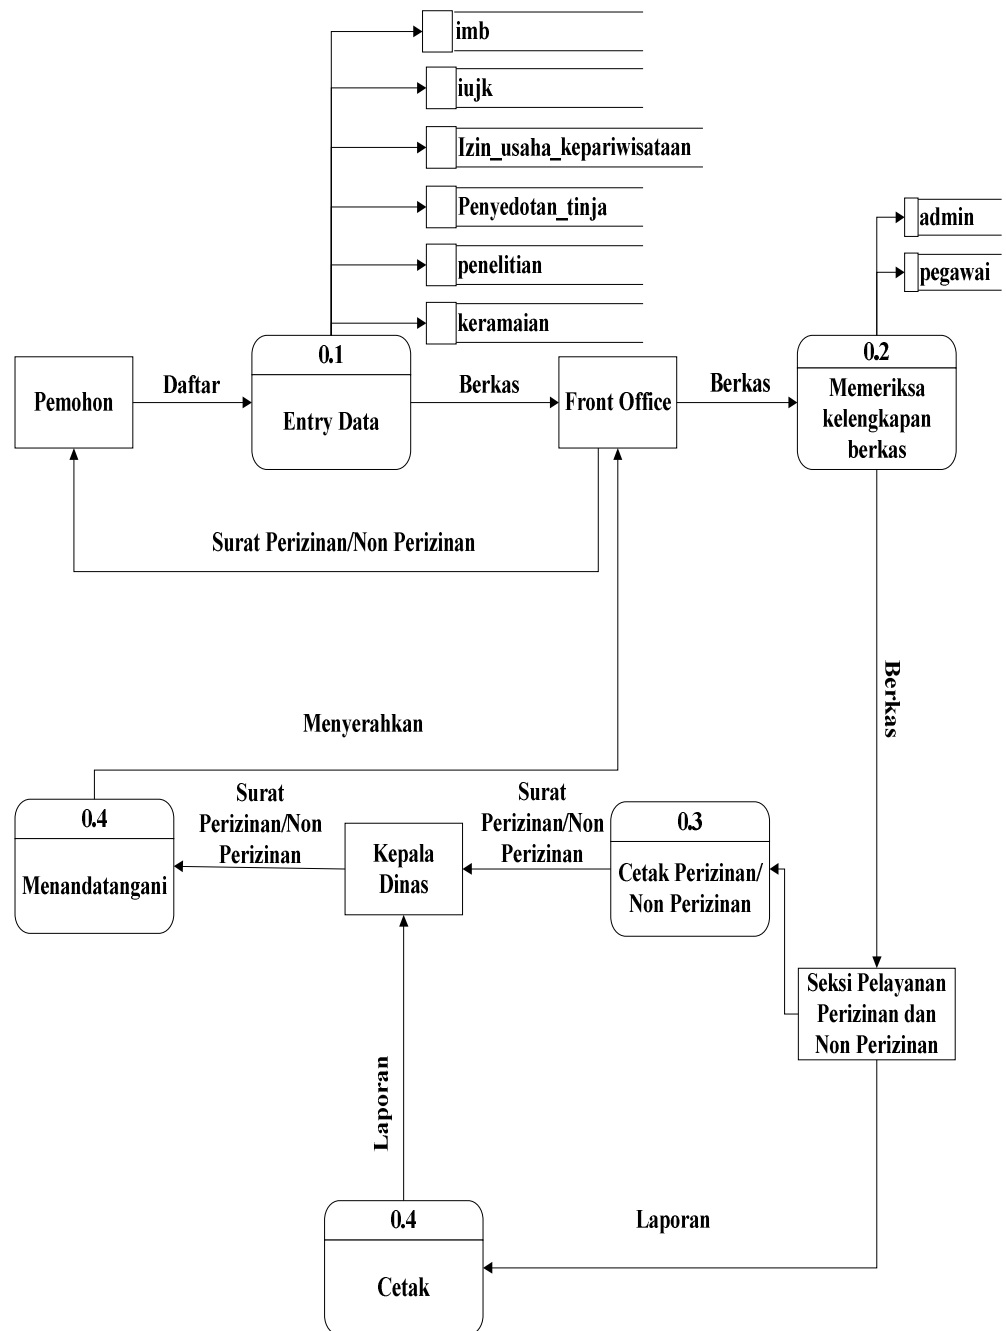 imb
iujk
Izin_usaha_kepariwisataan
Penyedotan_tinja
penelitian
keramaian
admin
pegawai
Pemohon
Daftar
0.1
Entry Data
Berkas
Front Office
Berkas
0.2
Memeriksa
kelengkapan
berkas
Surat Perizinan/Non Perizinan
Berkas
Menyerahkan
0.4
Menandatangani
Surat
Perizinan/Non
Perizinan
Kepala
Dinas
Surat
Perizinan/Non
Perizinan
0.3
Cetak Perizinan/
Non Perizinan
Seksi Pelayanan
Perizinan dan
Non Perizinan
Laporan
0.4
Cetak
Laporan